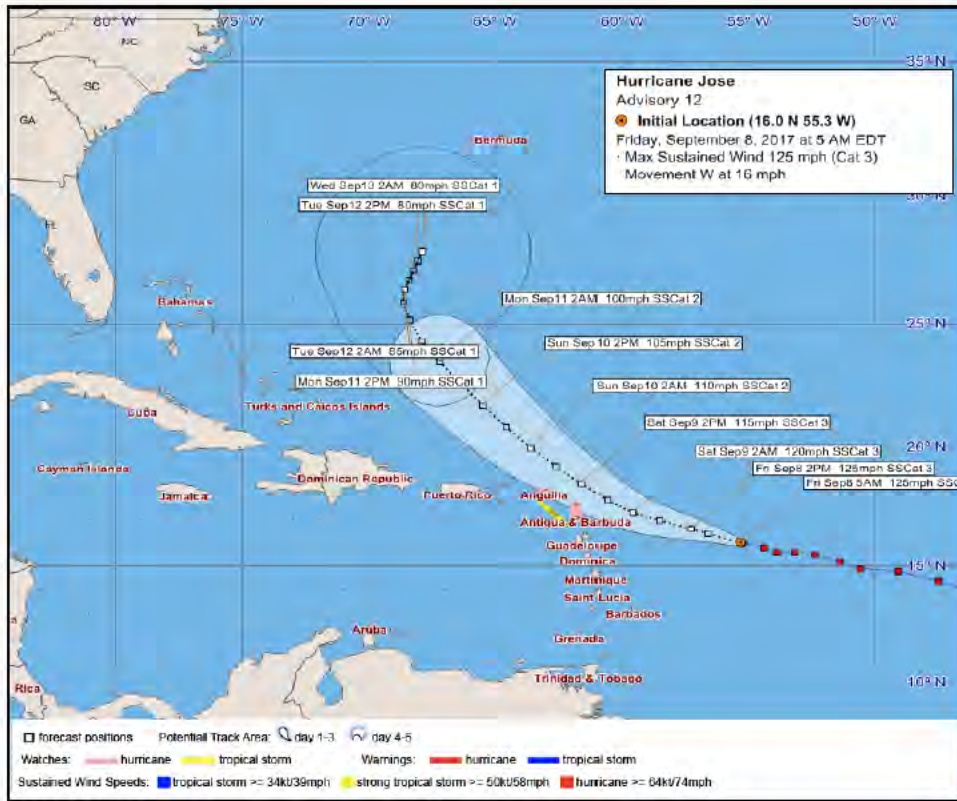 80° W 75° W 70° W 65° W 60° W 55° W 50° W
NC
35° N
SC
GA
Hurricane Jose
Advisory 12
Initial Location (16.0 N 55.3 W)
Friday, September 8, 2017 at 5 AM EDT
· Max Sustained Wind 125 mph (Cat 3)
Movement W at 16 mph
Bermuda
Wed Sep13 2AM 80mph SSCat 1
30° N
Tue Sep12 2PM 80mph SSCat 1
FL
Bahamas
Mon Sep11 2AM 100mph SSCat 2
25° N
Sun Sep10 2PM 105mph SSCat 2
Tue Sep12 2AM 85mph SSCat 1
Mon Sep11 2PM 90mph SSCat 1
Sun Sep10 2AM 110mph SSCat 2
Turks and Caicos Islands
Cuba
Sat Sep9 2PM 115mph SSCat 3
20° N
Sat Sep9 2AM 120mph SSCat 3
Cayman Islands
Dominican Republic
Fri Sep8 2PM 125mph SSCat 3
Fri Sep8 5AM 125mph SSC
Jamaica
Puerto Rico
Anguilla
Antigua & Barbuda
Guadeloupe
Dominica
15° N
Martinique
Saint Lucia
Barbados
Aruba
Grenada
Trinidad & Tobago
Rica
10° N
forecast positions Potential Track Area: day 1-3 day 4-5
Watches: hurricane tropical storm Warnings: hurricane tropical storm
Sustained Wind Speeds: tropical storm >= 34kt/39mph strong tropical storm >= 50kt/58mph hurricane >= 64kt/74mph